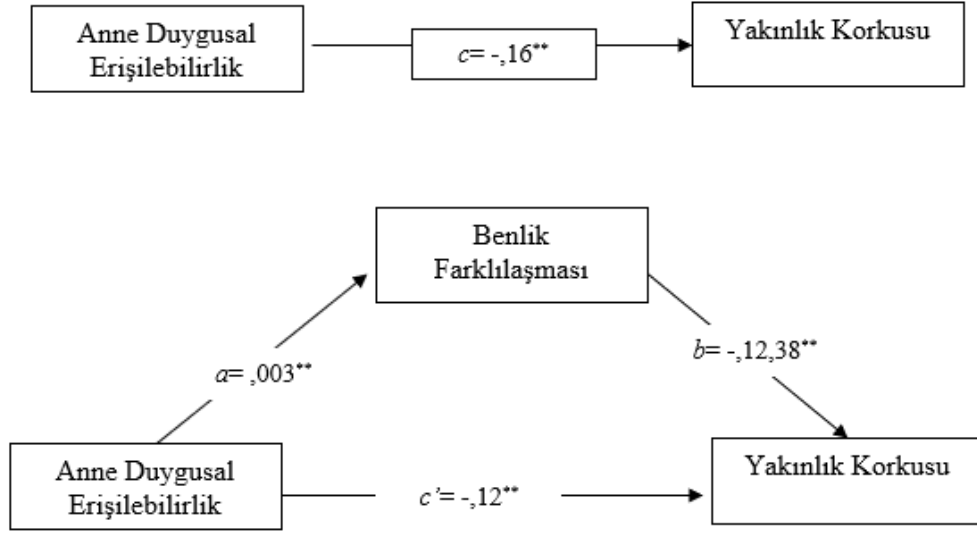 Anne Duygusal
Erişilebilirlik
c= -,16**
Yakınlık Korkusu
Benlik
Farklılaşması
a= ,003**
b= -,12,38**
Anne Duygusal
Erişilebilirlik
c’= -,12**
Yakınlık Korkusu